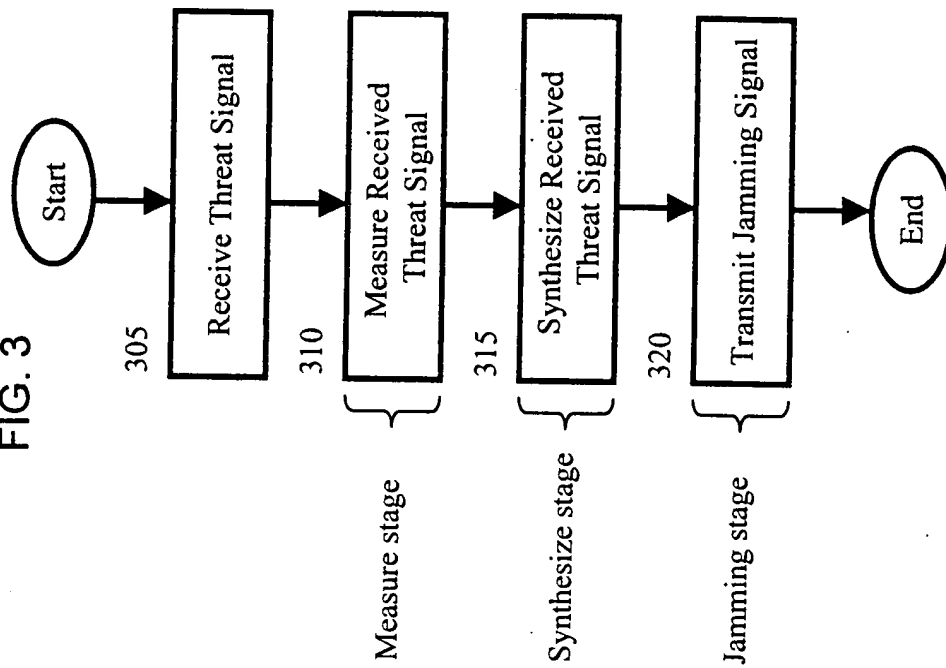 FIG. 3
Start
305
Receive Threat Signal
310
Measure Received
Threat Signal
Measure stage
315
Synthesize Received
Threat Signal
Synthesize stage
320
Transmit Jamming Signal
Jamming stage
End